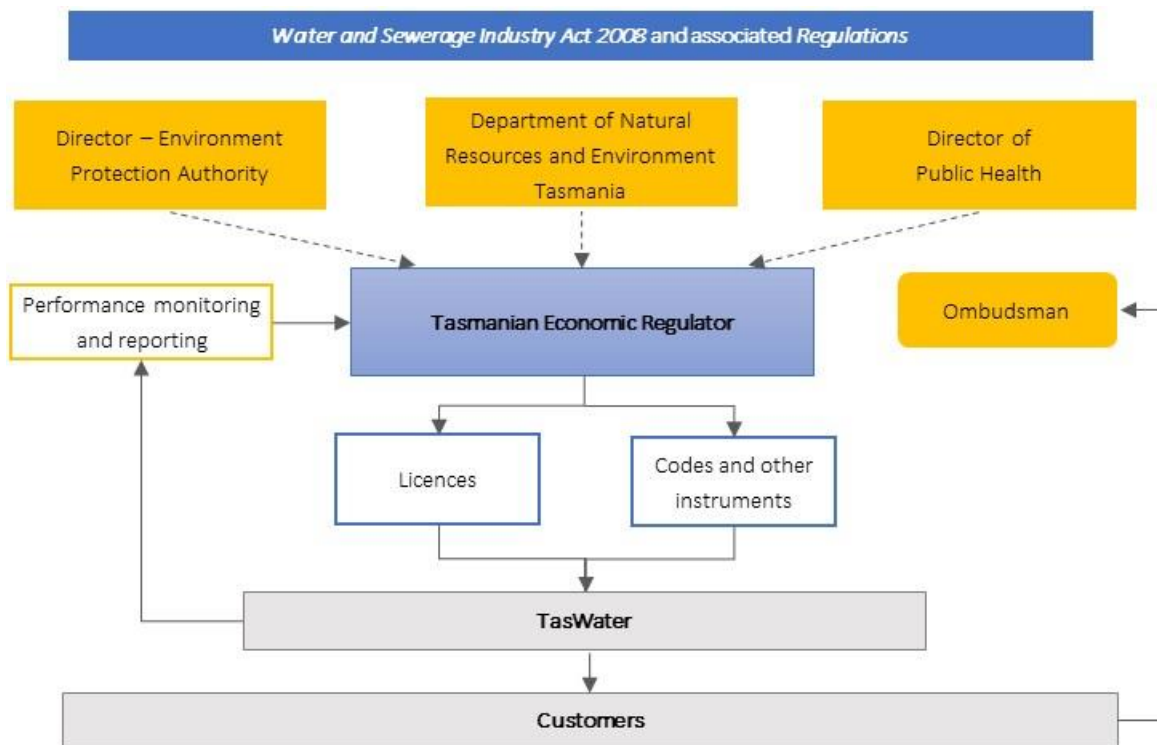 Water and Sewerage Industry Act 2008 and associated Regulations
Director – Environment
Protection Authority
Department of Natural
Resources and Environment
Tasmania
Director of
Public Health
Performance monitoring
and reporting
Tasmanian Economic Regulator
Ombudsman
Licences
Codes and other
instruments
TasWater
Customers